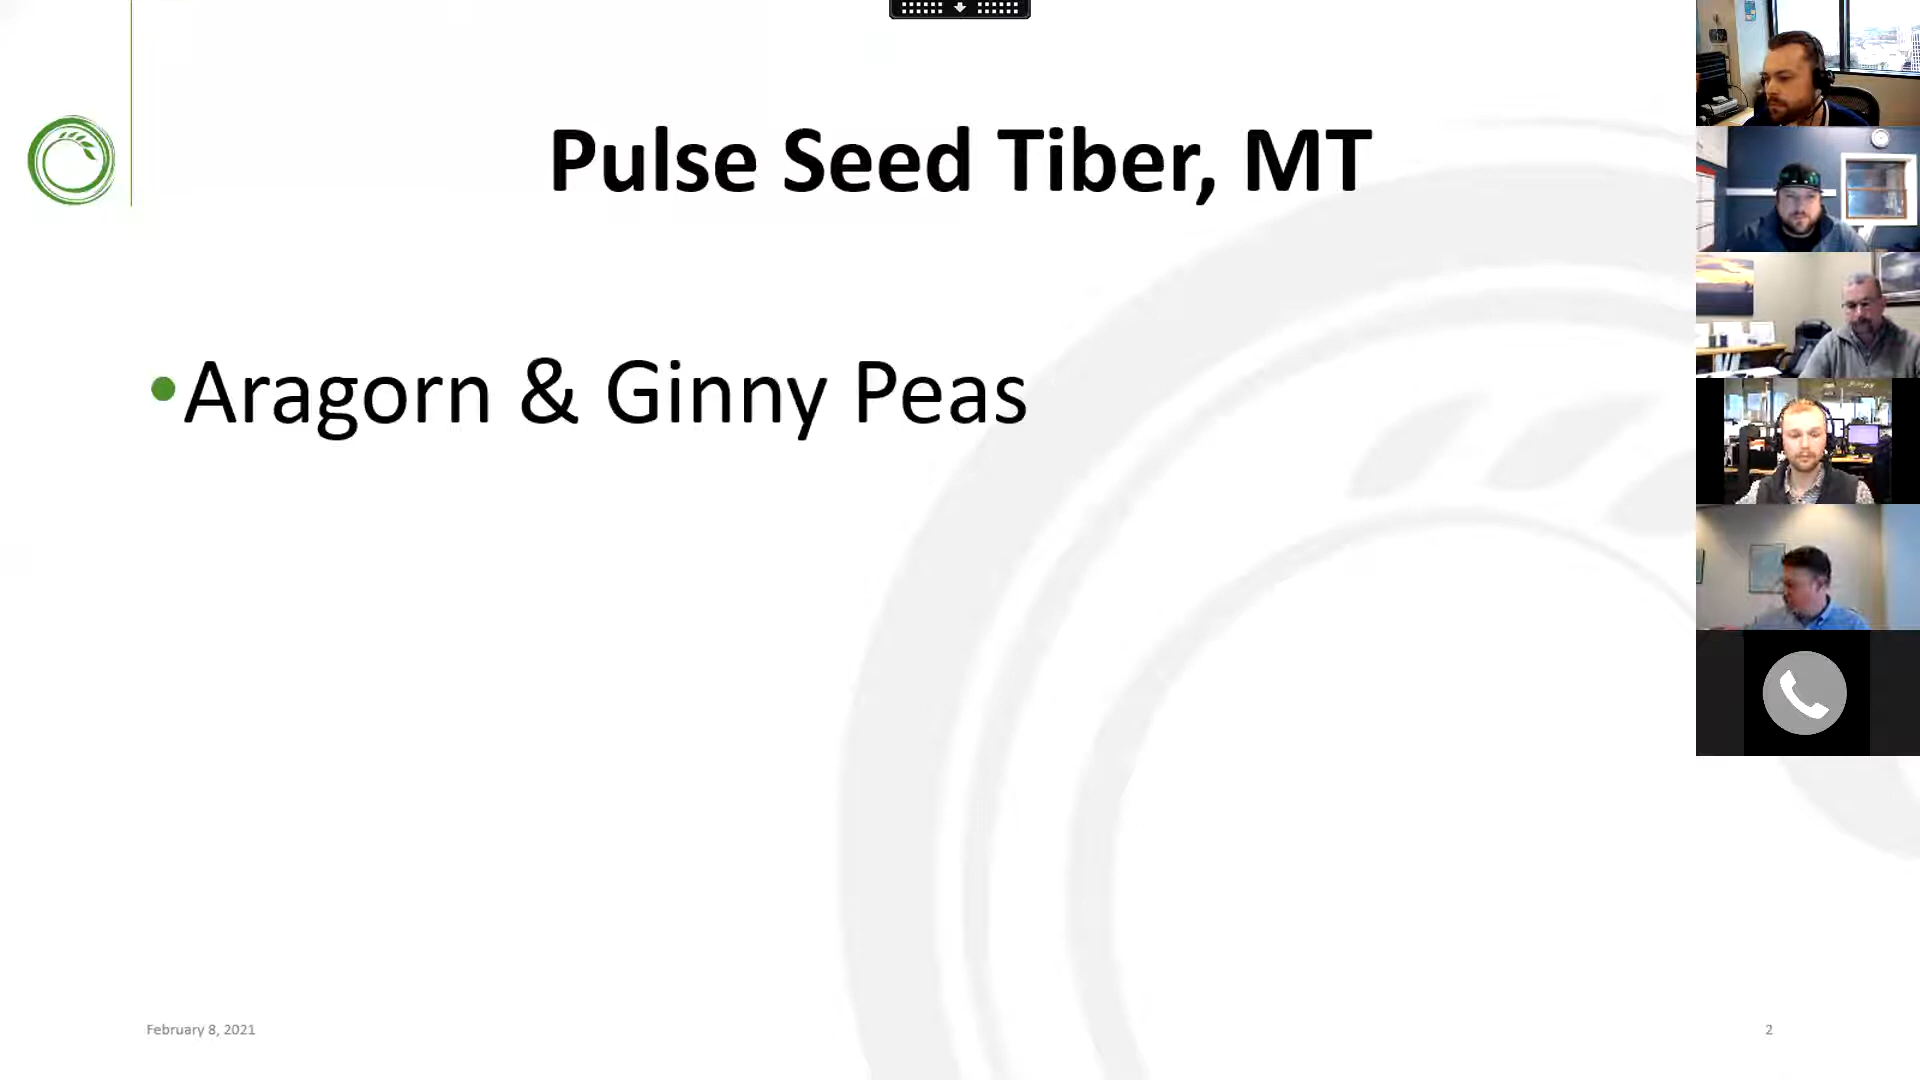 Pulse Seed Tiber, MT
•Aragorn & Ginny Peas
February 8, 2021
2